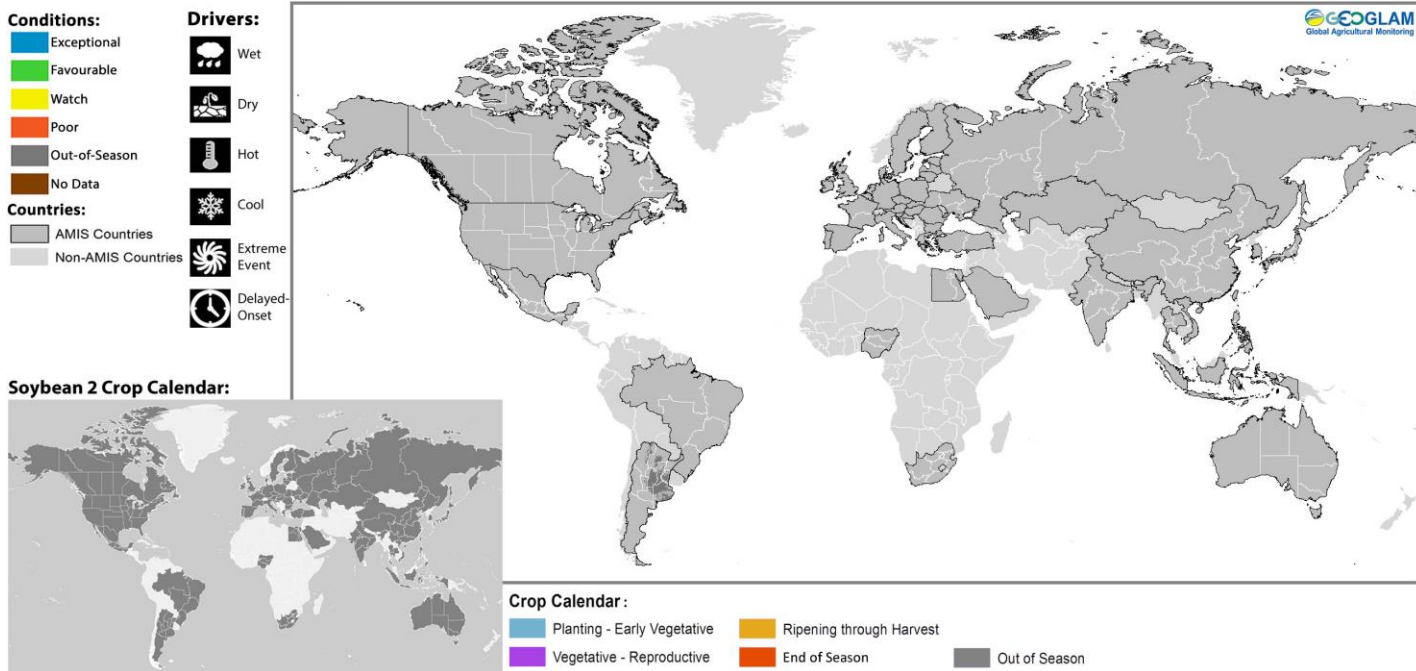 Conditions:
Exceptional
Favourable
Watch
Poor
Out-of-Season
No Data
Countries:
AMIS Countries
Non-AMIS Countries
Drivers:
Wet
Dry
Hot
Cool
Extreme
Event
Delayed-
Onset
GEOGLAM
Global Agricultural Monitoring
Soybean 2 Crop Calendar:
Crop Calendar :
Planting - Early Vegetative
Ripening through Harvest
Vegetative - Reproductive
End of Season
Out of Season